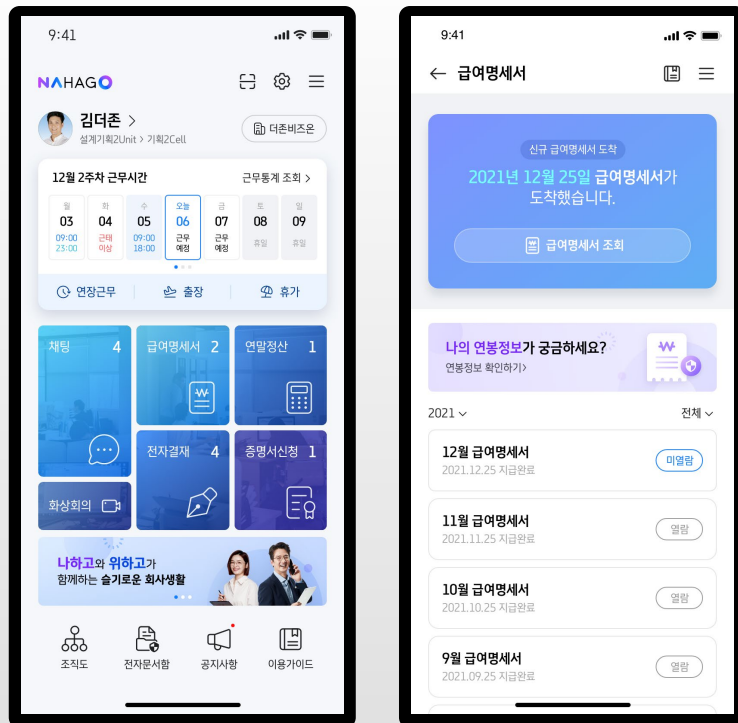 9:41
NAHAGO
김더존 >
설계기획2Unit > 기획2Cell
더존비즈온
12월 2주차 근무시간
근무통계 조회 >
월 화 수 오늘 금 토 일
03 04 05 06 07 08 09
09:00 근태 09:00 근무 근무 휴일 휴일
23:00 이상 18:00 예정 예정
연장근무 출장 휴가
채팅 4
급여명세서 2
연말정산 1
전자결재 4
증명서신청 1
화상회의
나하고와 위하고가
함께하는 슬기로운 회사생활
조직도 전자문서함 공지사항 이용가이드
9:41
급여명세서
신규 급여명세서 도착
2021년 12월 25일 급여명세서가
도착했습니다.
급여명세서 조회
나의 연봉정보가 궁금하세요?
연봉정보 확인하기>
2021
전체
12월 급여명세서
2021.12.25 지급완료
미열람
11월 급여명세서
2021.11.25 지급완료
열람
10월 급여명세서
2021.10.25 지급완료
열람
9월 급여명세서
2021.09.25 지급완료
열람